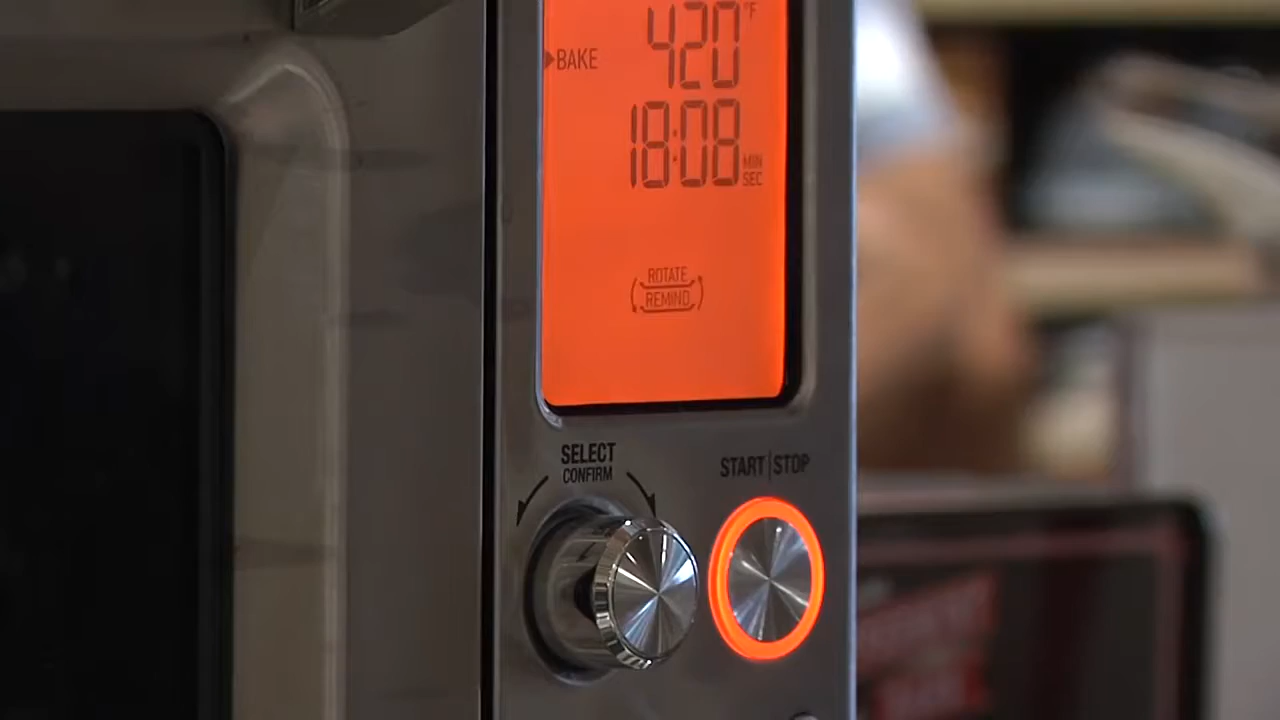 420°F
▶BAKE
18:08 MIN SEC
ROTATE
REMIND
SELECT
CONFIRM
START|STOP